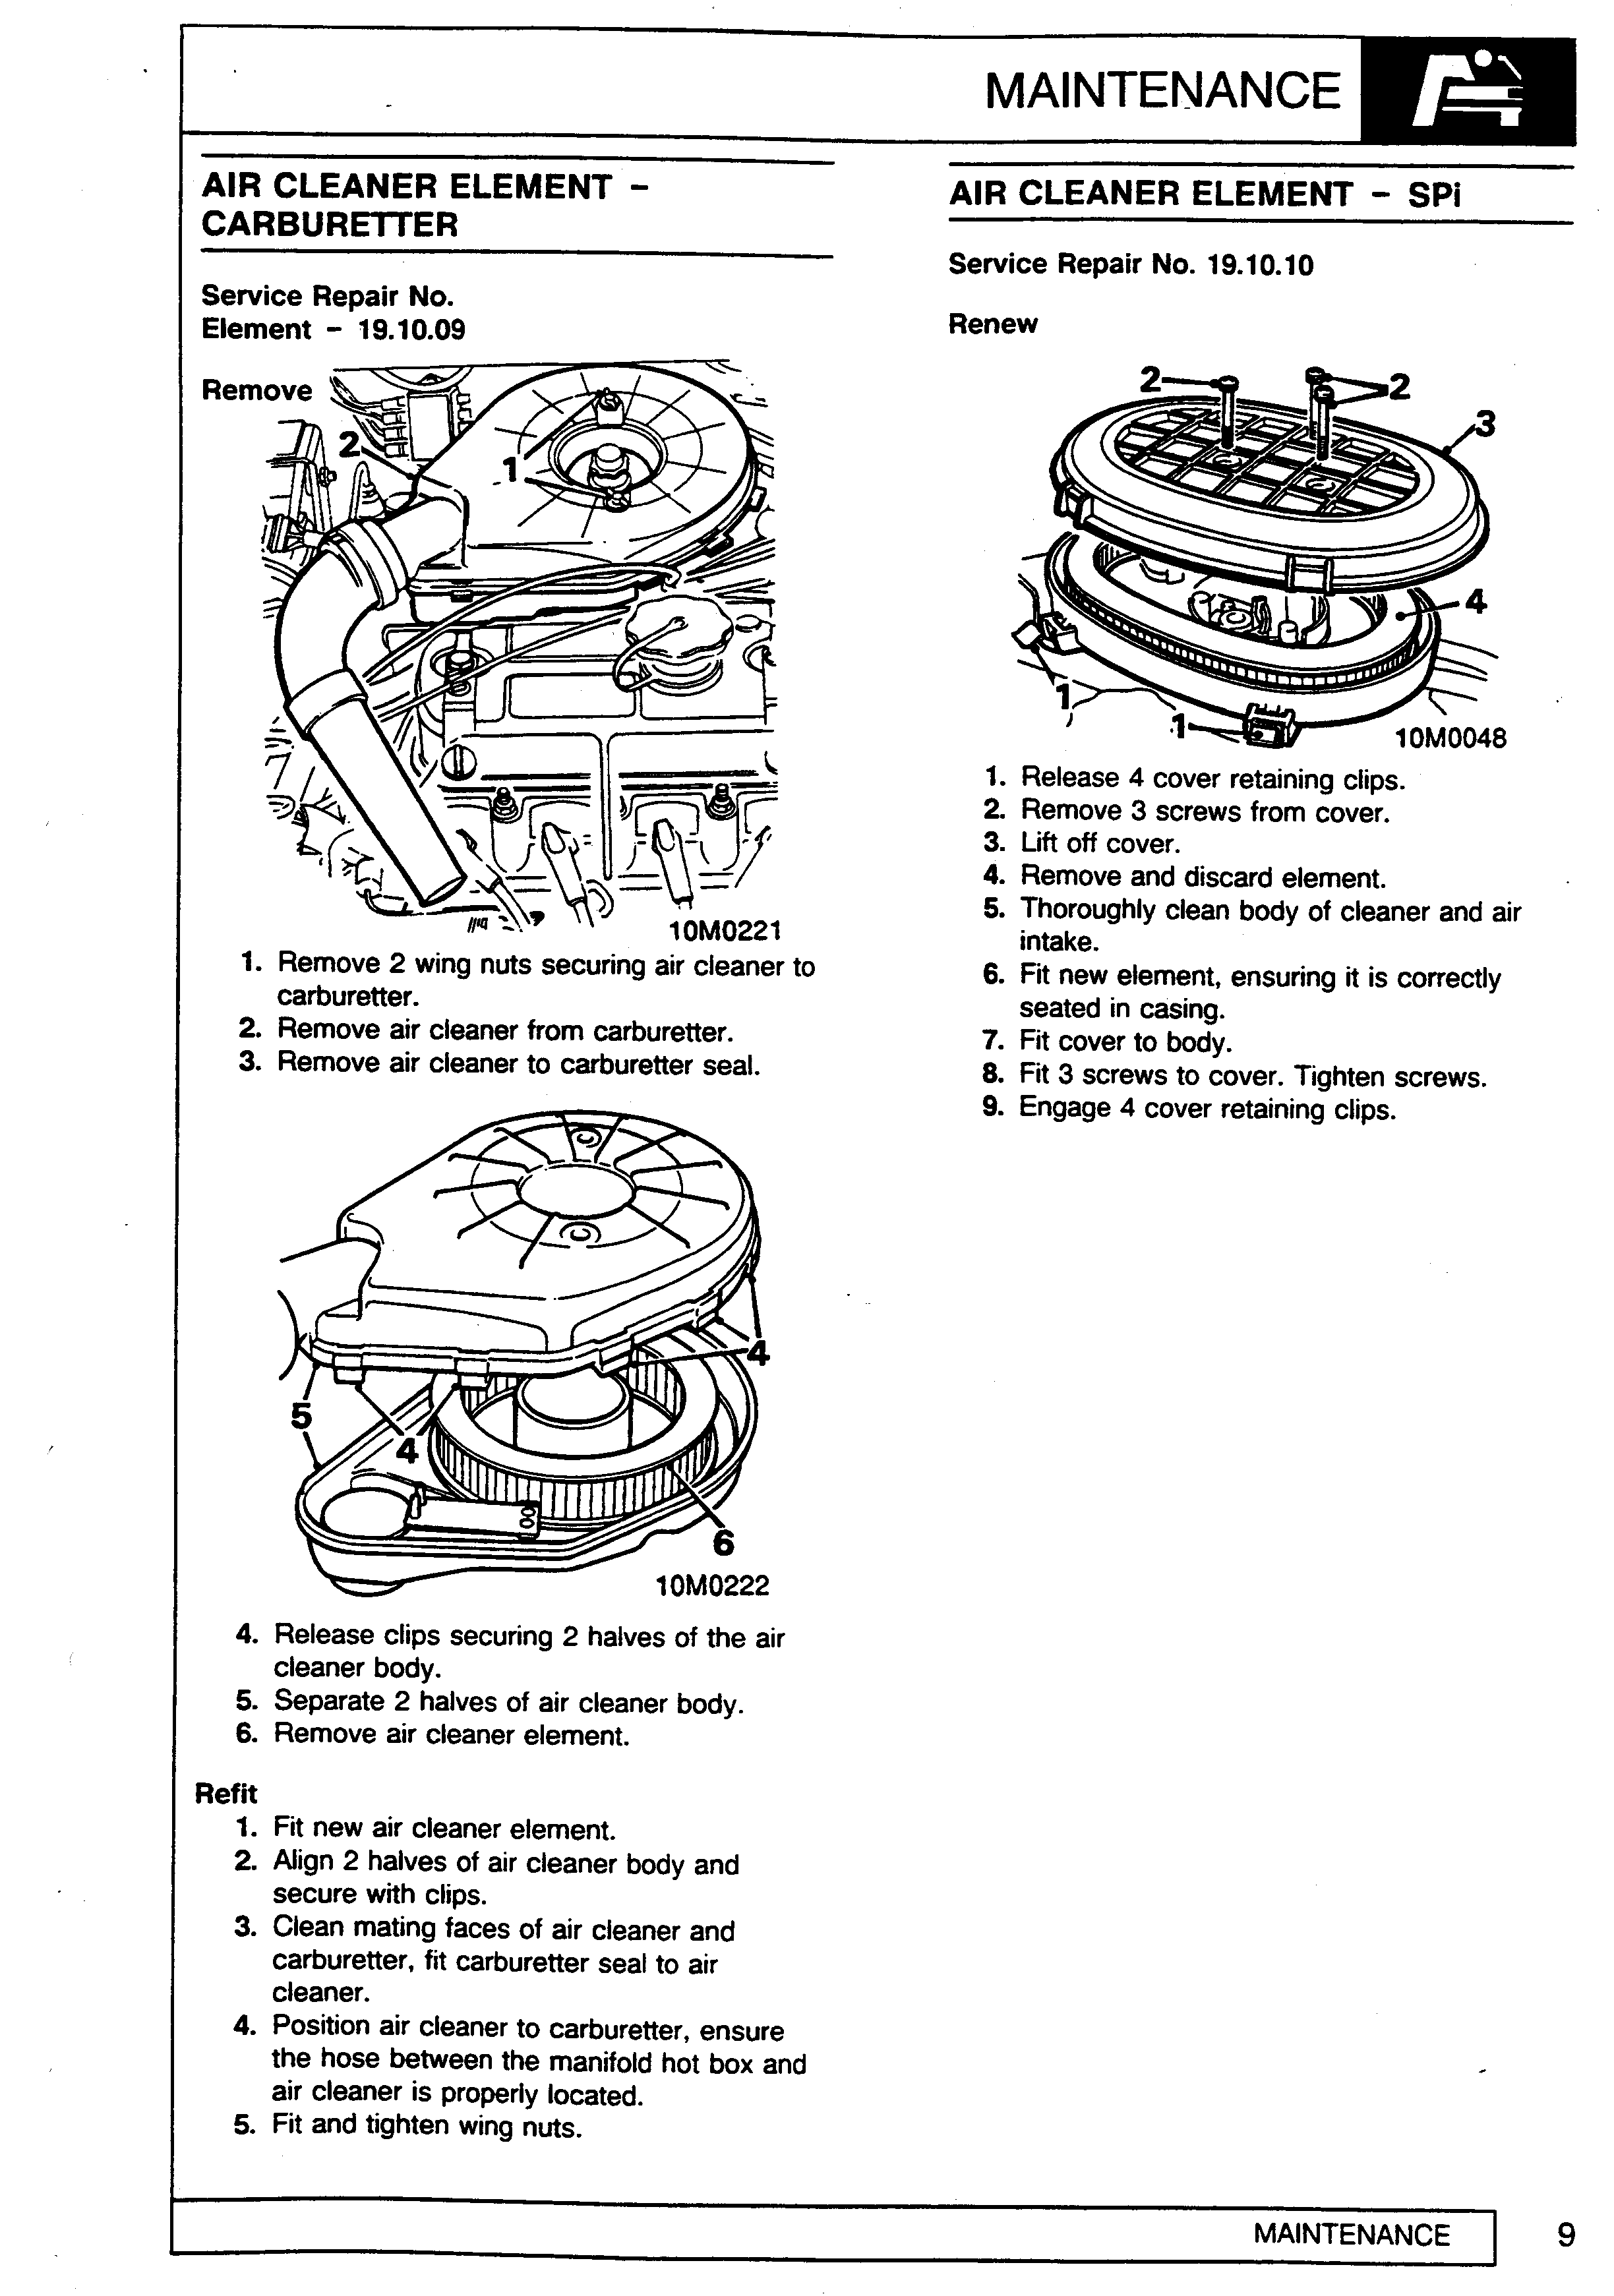 MAINTENANCE
AIR CLEANER ELEMENT -
CARBURETTER
Service Repair No.
Element - 19.10.09
Remove
2
1
10M0221
1. Remove 2 wing nuts securing air cleaner to
carburetter.
2. Remove air cleaner from carburetter.
3. Remove air cleaner to carburetter seal.
4
5
4
6
10M0222
4. Release clips securing 2 halves of the air
cleaner body.
5. Separate 2 halves of air cleaner body.
6. Remove air cleaner element.
Refit
1. Fit new air cleaner element.
2. Align 2 halves of air cleaner body and
secure with clips.
3. Clean mating faces of air cleaner and
carburetter, fit carburetter seal to air
cleaner.
4. Position air cleaner to carburetter, ensure
the hose between the manifold hot box and
air cleaner is properly located.
5. Fit and tighten wing nuts.
AIR CLEANER ELEMENT - SPi
Service Repair No. 19.10.10
Renew
2
2
3
4
1
1
10M0048
1. Release 4 cover retaining clips.
2. Remove 3 screws from cover.
3. Lift off cover.
4. Remove and discard element.
5. Thoroughly clean body of cleaner and air
intake.
6. Fit new element, ensuring it is correctly
seated in casing.
7. Fit cover to body.
8. Fit 3 screws to cover. Tighten screws.
9. Engage 4 cover retaining clips.
MAINTENANCE
9